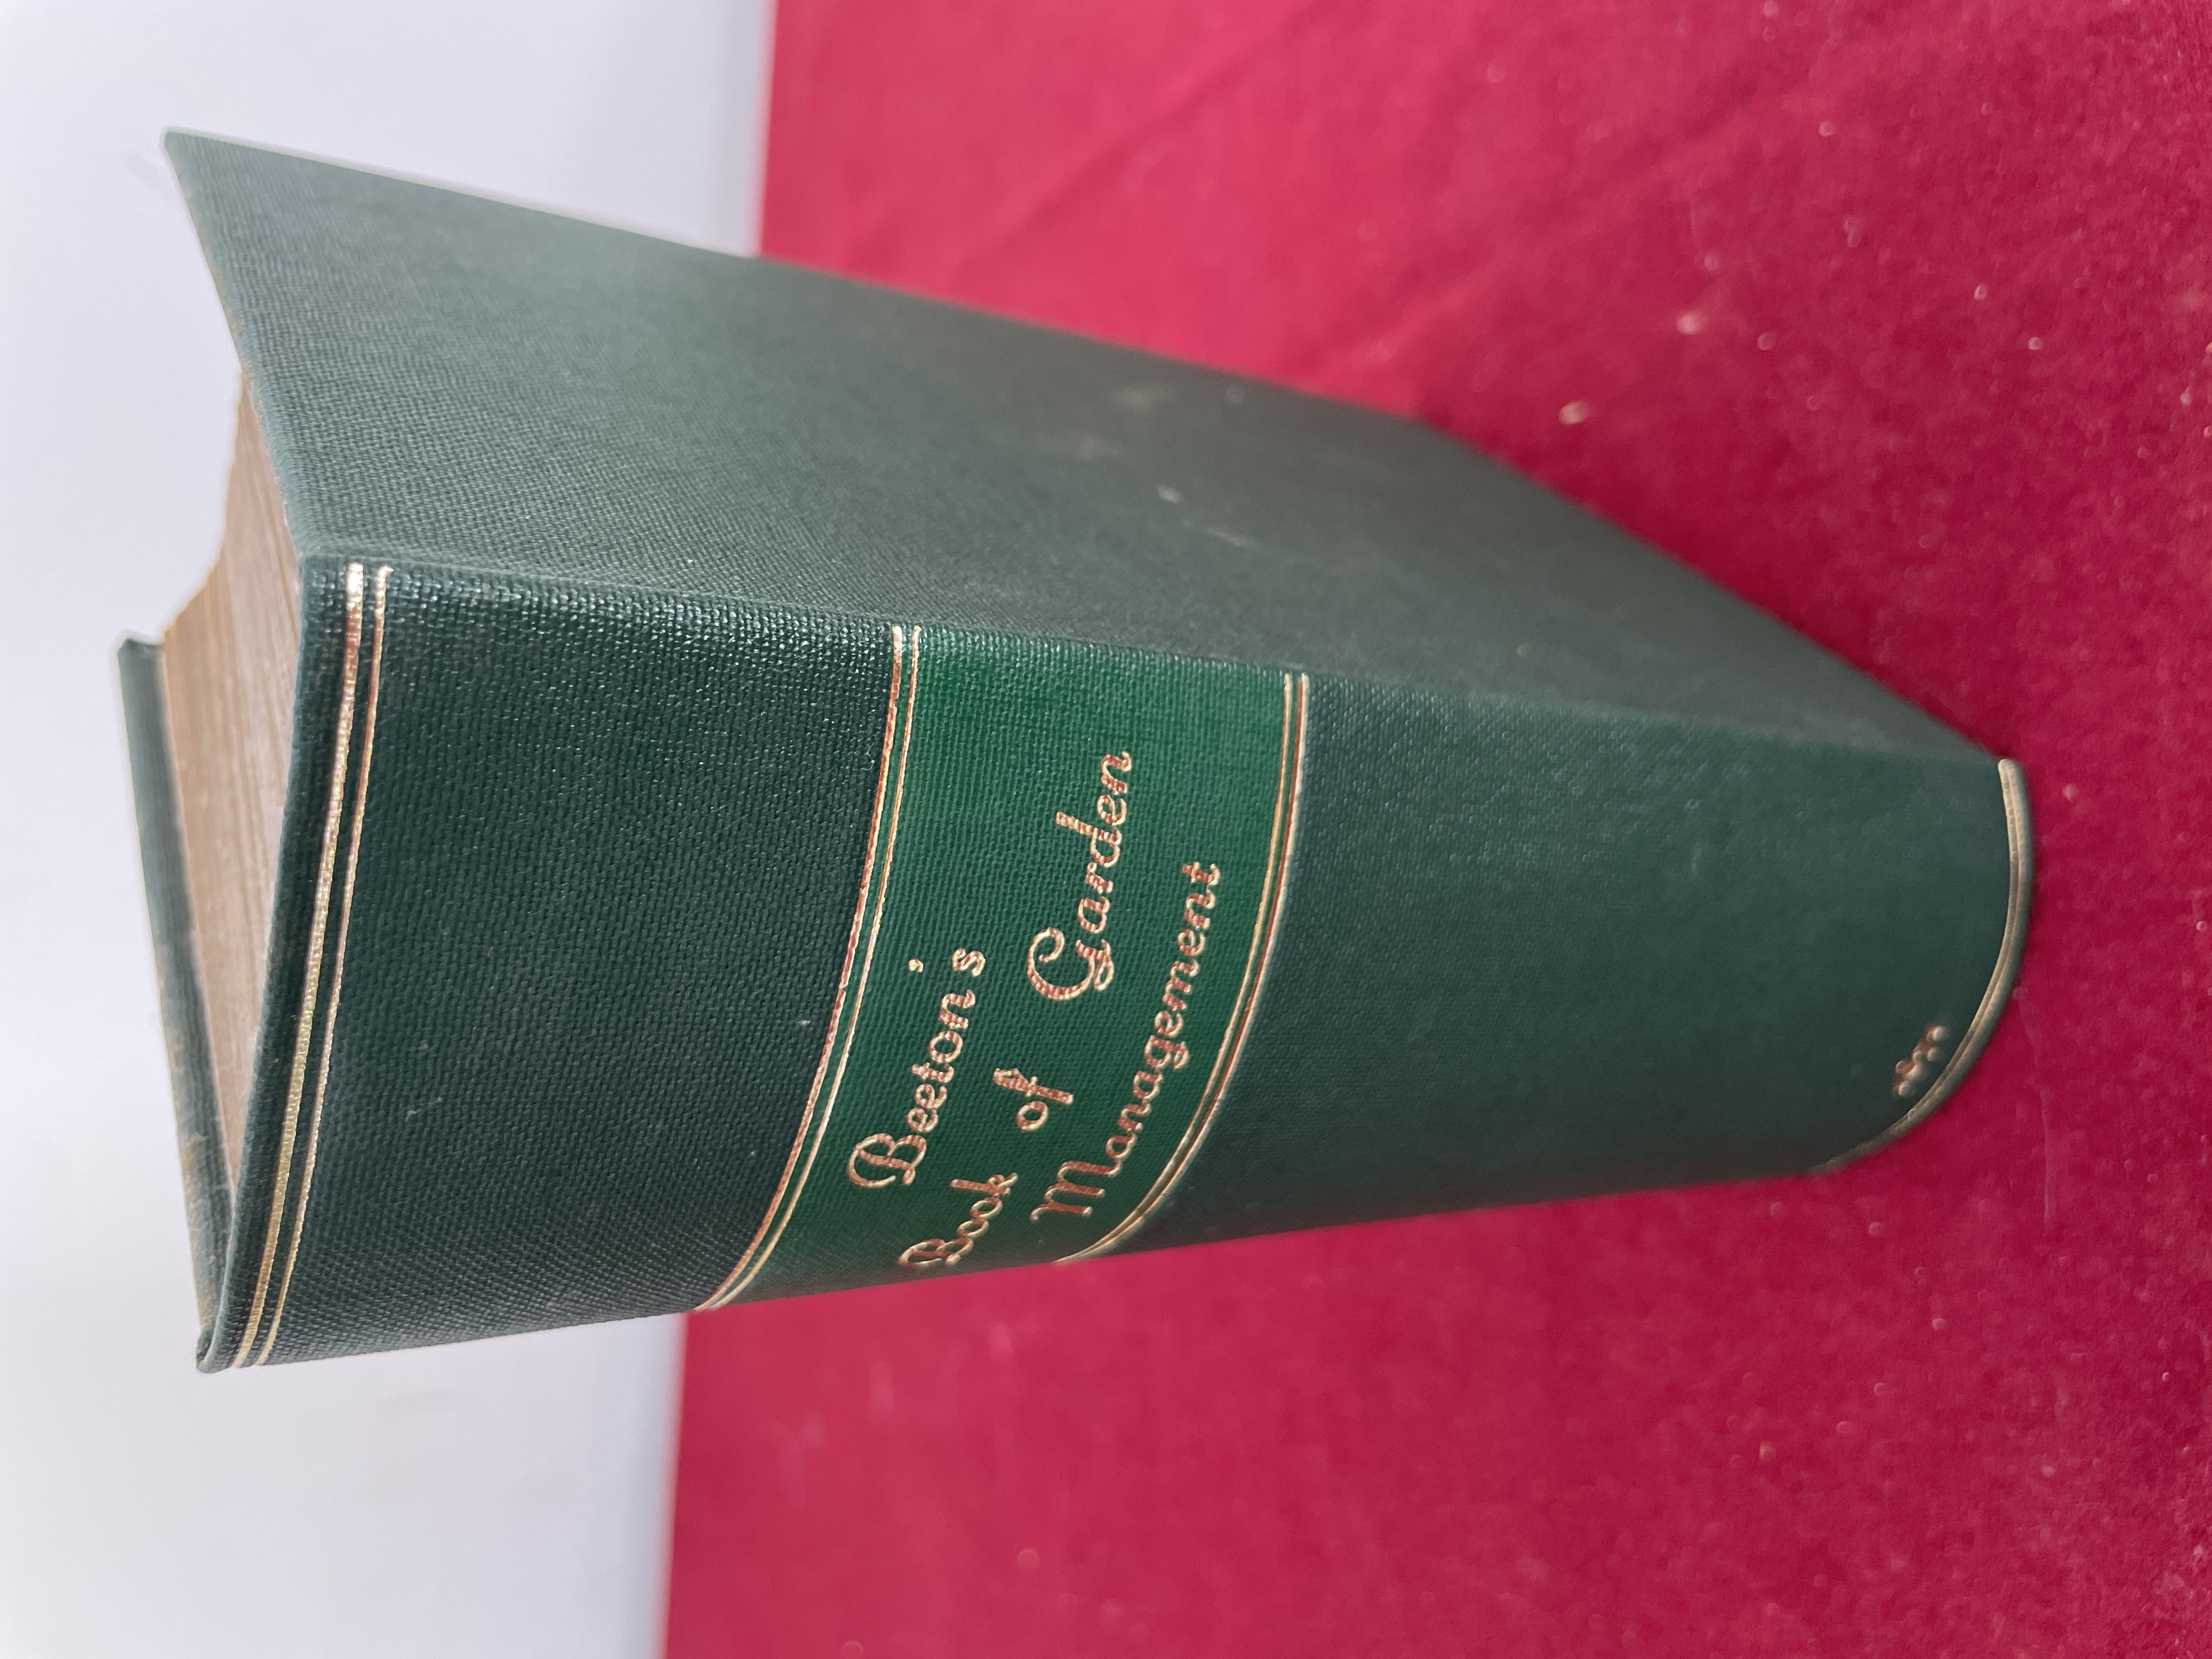 Beeton's
Book of Garden
Management